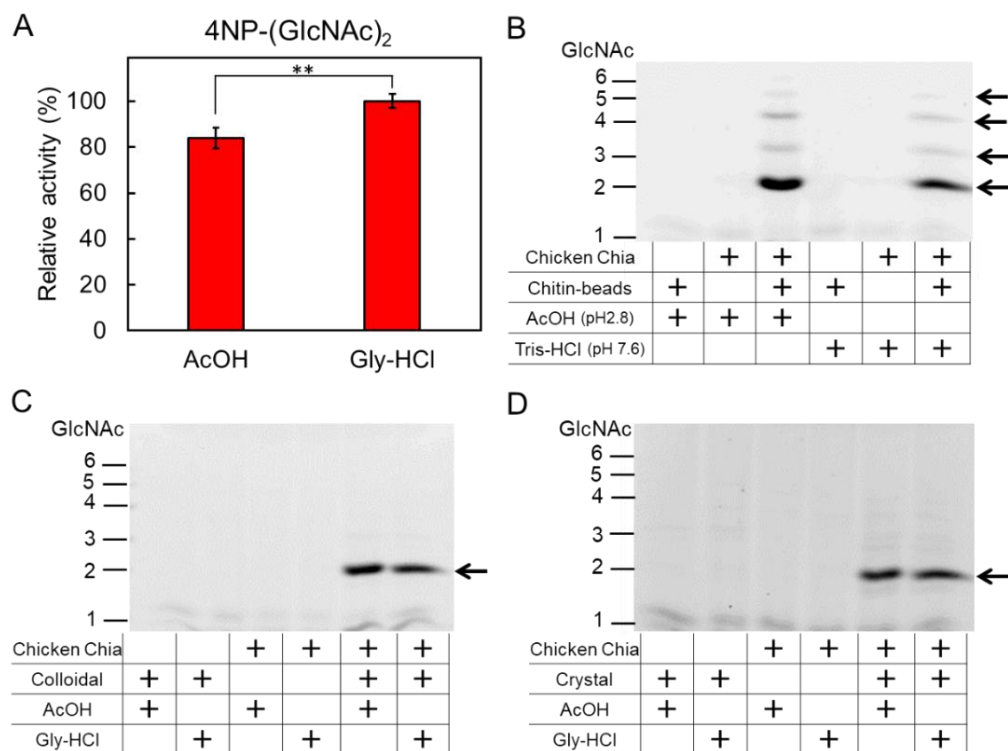 A
4NP-(GlcNAc)2
**
Relative activity (%)
100
80
60
40
20
0
AcOH Gly-HCl
B
GlcNAc
6
5
4
3
2
1
Chicken Chia + + + +
Chitin-beads + + + +
AcOH (pH2.8) + + +
Tris-HCl (pH 7.6) + + +
C
GlcNAc
6
5
4
3
2
1
Chicken Chia + + + +
Colloidal + + + +
AcOH + + +
Gly-HCl + + +
D
GlcNAc
6
5
4
3
2
1
Chicken Chia + + + +
Crystal + + + +
AcOH + + +
Gly-HCl + + +